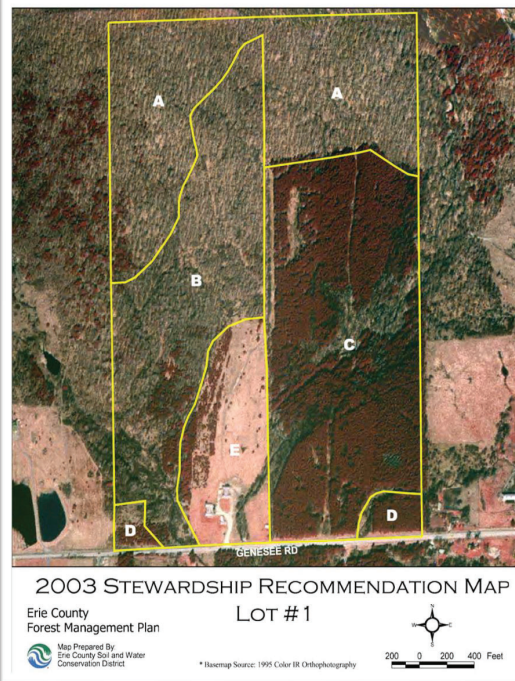 A
A
B
C
E
D
D
GENESEE RD
2003 STEWARDSHIP RECOMMENDATION MAP
LOT #1
Erie County
Forest Management Plan
Map Prepared By:
Erie County Soil and Water
Conservation District
* Basemap Source: 1995 Color IR Orthophotography
N
W
S
200 0 200 400 Feet